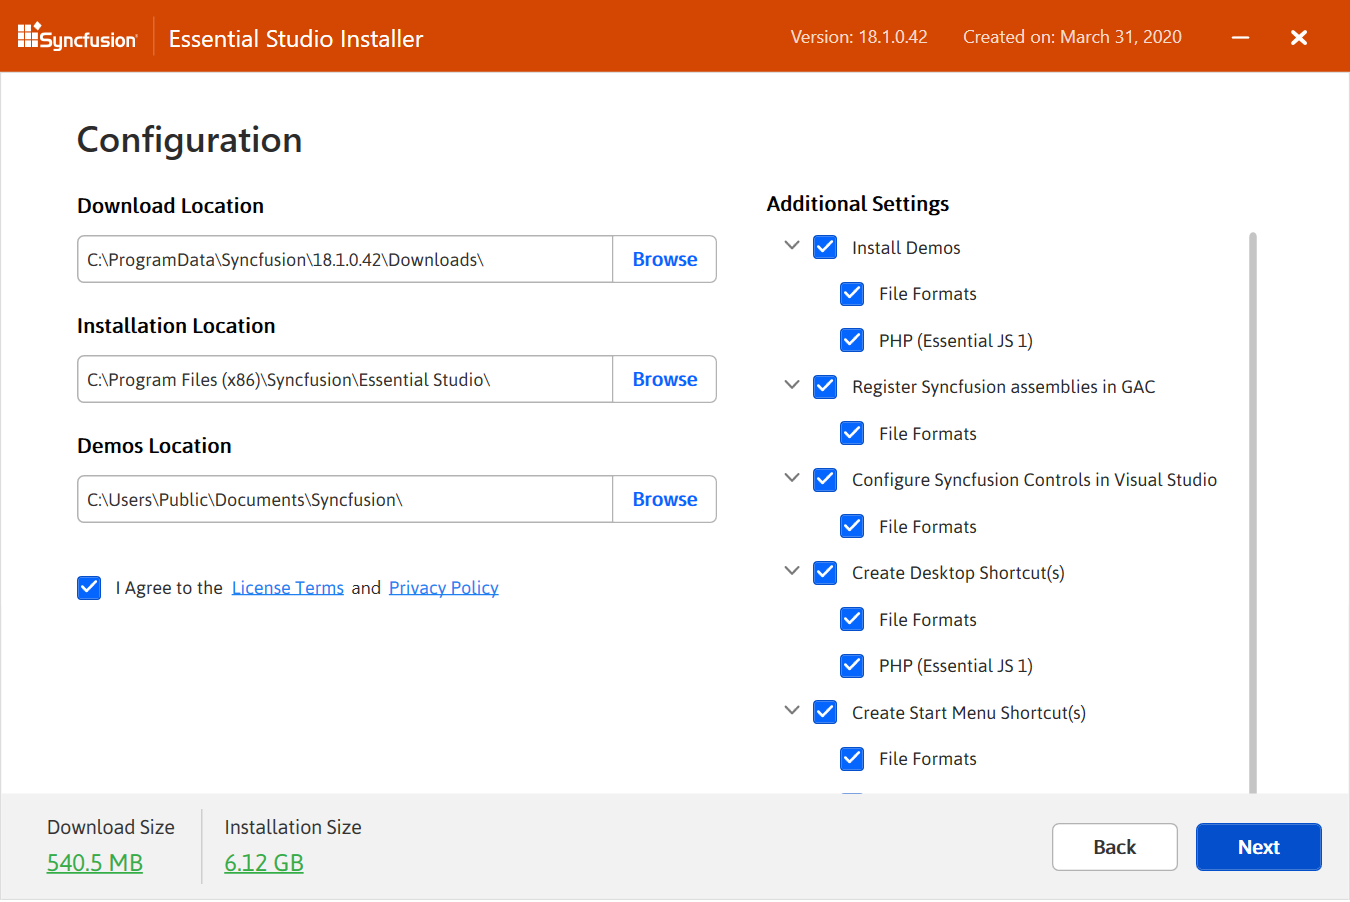 Syncfusion
Essential Studio Installer
Version: 18.1.0.42
Created on: March 31, 2020
Configuration
Download Location
C:\ProgramData\Syncfusion\18.1.0.42\Downloads\
Browse
Installation Location
C:\Program Files (x86)\Syncfusion\Essential Studio\
Browse
Demos Location
C:\Users\Public\Documents\Syncfusion\
Browse
I Agree to the License Terms and Privacy Policy
Additional Settings
Install Demos
File Formats
PHP (Essential JS 1)
Register Syncfusion assemblies in GAC
File Formats
Configure Syncfusion Controls in Visual Studio
File Formats
Create Desktop Shortcut(s)
File Formats
PHP (Essential JS 1)
Create Start Menu Shortcut(s)
File Formats
Download Size
540.5 MB
Installation Size
6.12 GB
Back
Next